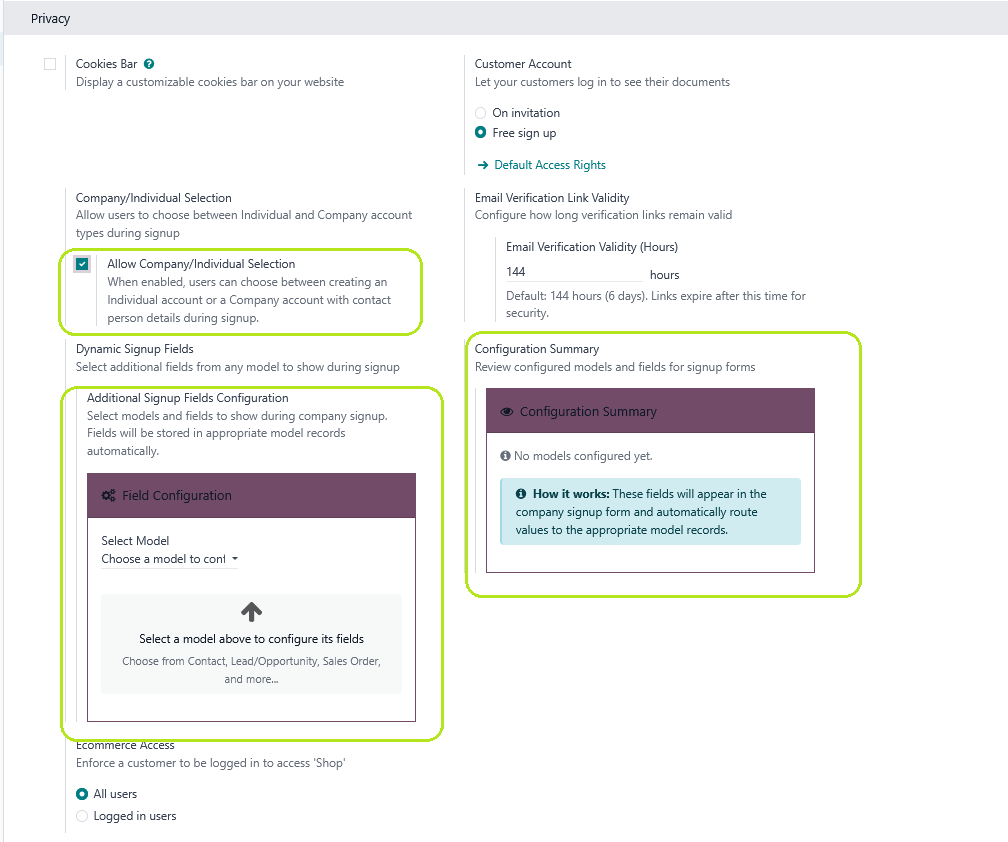 Privacy
Cookies Bar ?
Display a customizable cookies bar on your website
Customer Account
Let your customers log in to see their documents
On invitation
Free sign up
Default Access Rights
Company/Individual Selection
Allow users to choose between Individual and Company account
types during signup
Allow Company/Individual Selection
When enabled, users can choose between creating an
Individual account or a Company account with contact
person details during signup.
Email Verification Link Validity
Configure how long verification links remain valid
Email Verification Validity (Hours)
144
hours
Default: 144 hours (6 days). Links expire after this time for
security.
Dynamic Signup Fields
Select additional fields from any model to show during signup
Additional Signup Fields Configuration
Select models and fields to show during company signup.
Fields will be stored in appropriate model records
automatically.
Field Configuration
Select Model
Choose a model to conf
Select a model above to configure its fields
Choose from Contact, Lead/Opportunity, Sales Order,
and more...
Configuration Summary
Review configured models and fields for signup forms
Configuration Summary
No models configured yet.
How it works: These fields will appear in the
company signup form and automatically route
values to the appropriate model records.
Ecommerce Access
Enforce a customer to be logged in to access 'Shop'
All users
Logged in users